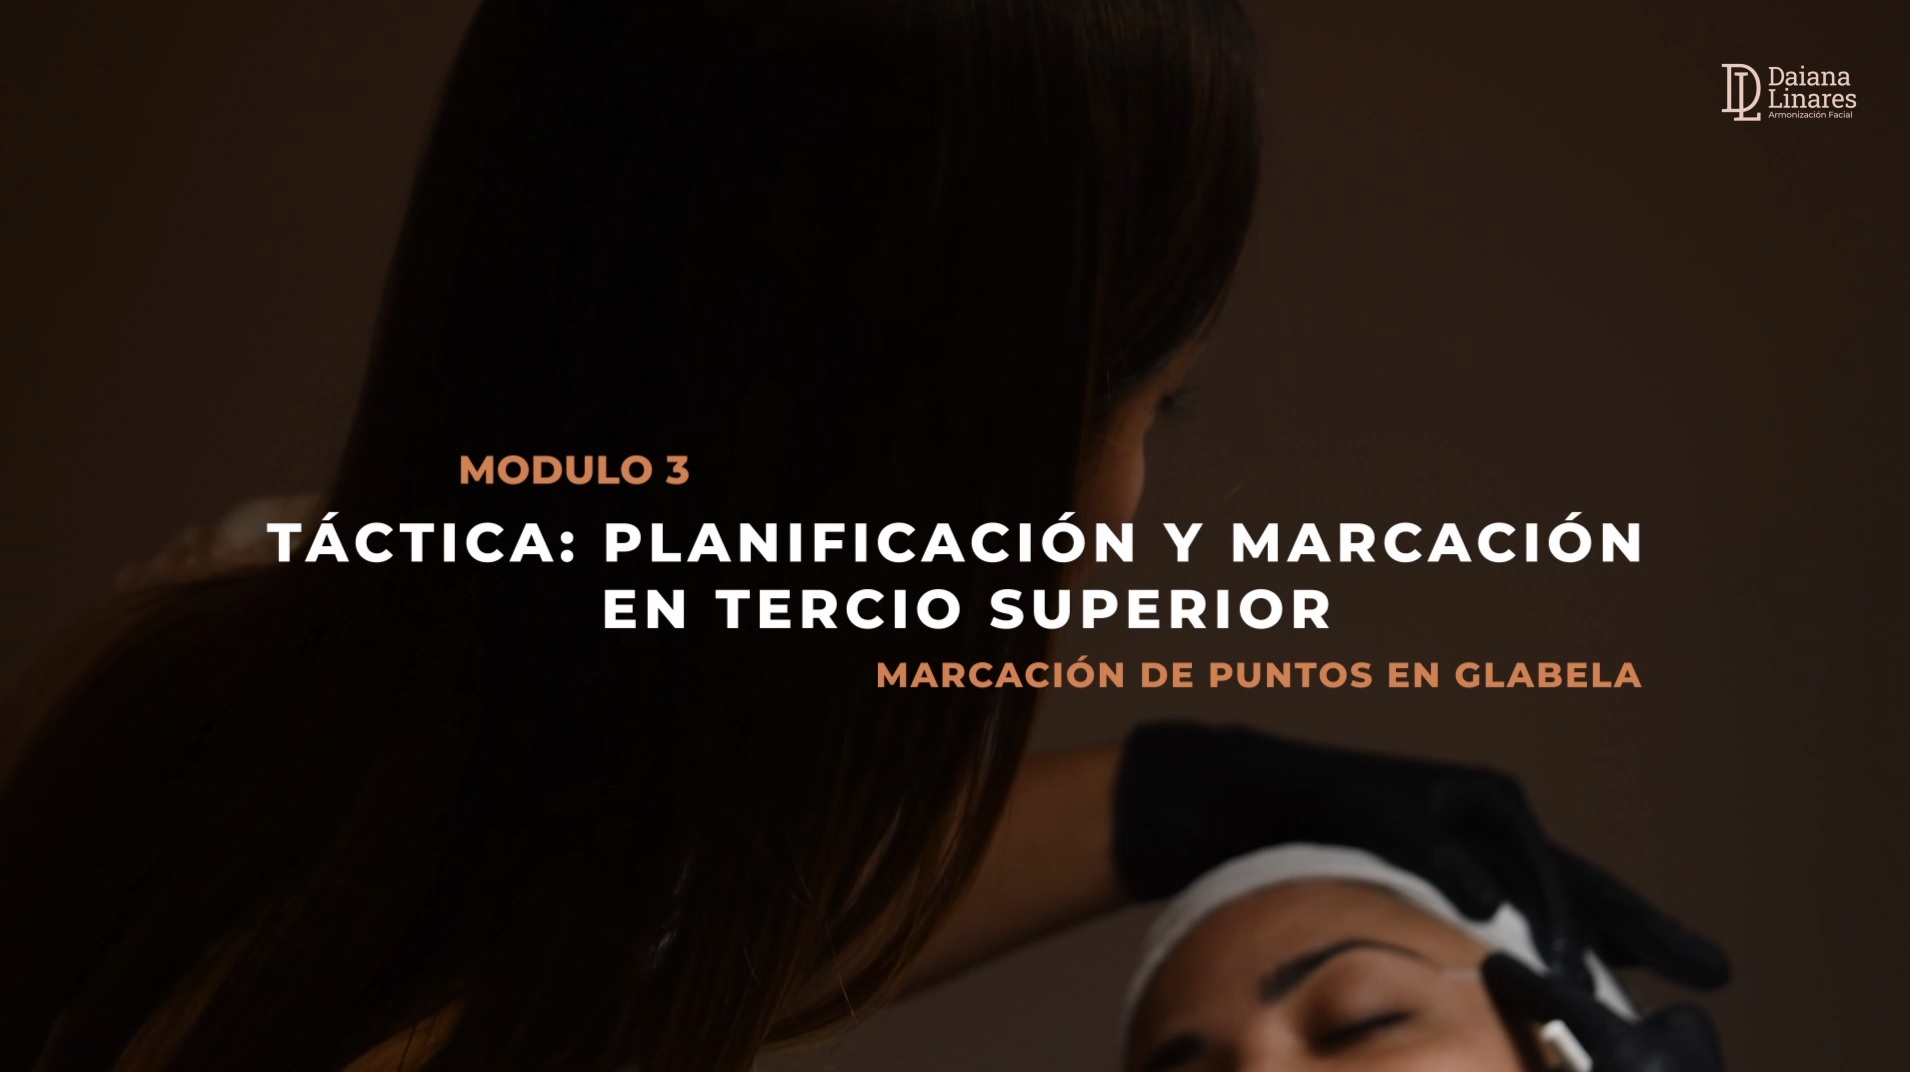 Daiana
Linares
Armonización Facial
MODULO 3
TÁCTICA: PLANIFICACIÓN Y MARCACIÓN
EN TERCIO SUPERIOR
MARCACIÓN DE PUNTOS EN GLABELA